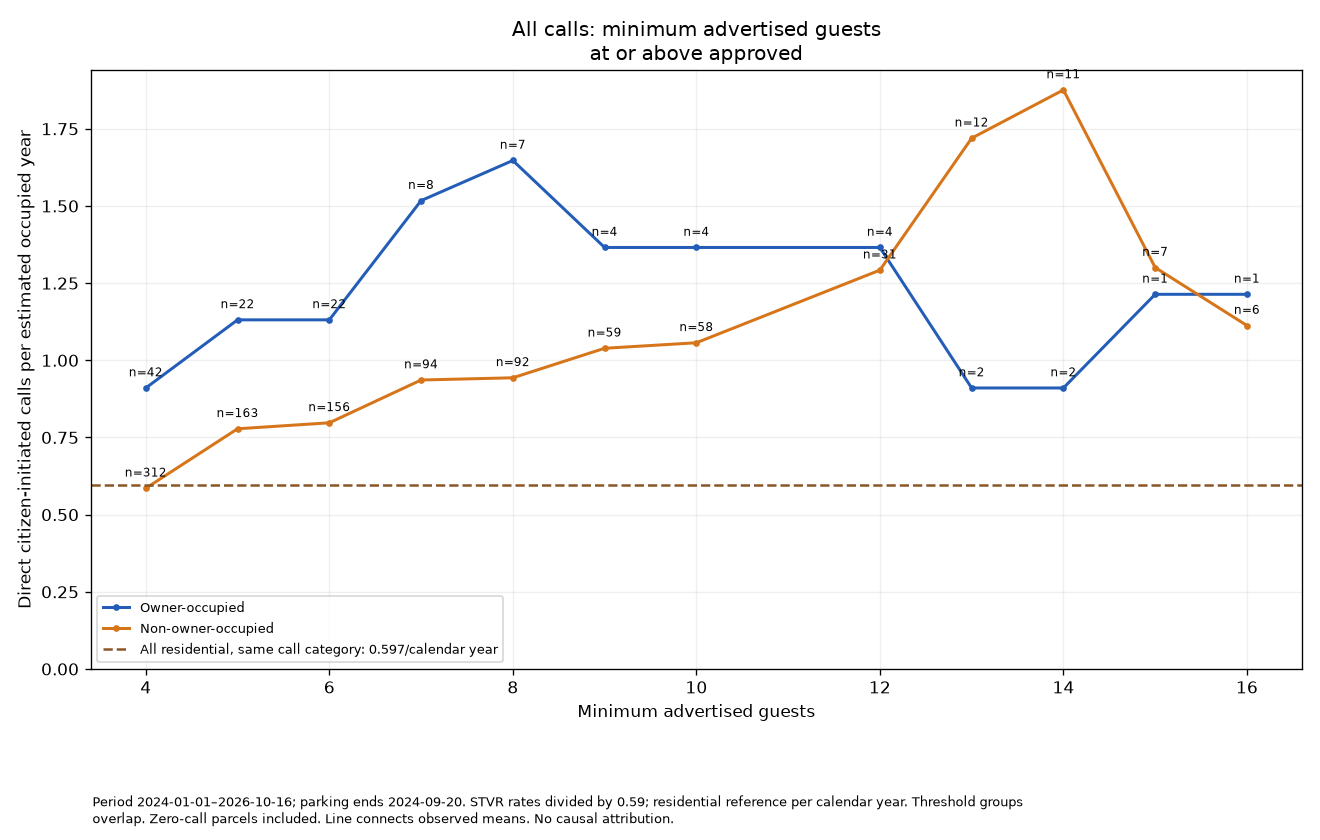 All calls: minimum advertised guests
at or above approved
Direct citizen-initiated calls per estimated occupied year
1.75
1.50
1.25
1.00
0.75
0.50
0.25
0.00
n=42
n=22
n=22
n=8
n=7
n=4
n=4
n=4
n=2
n=2
n=1
n=1
n=312
n=163
n=156
n=94
n=92
n=59
n=58
n=31
n=12
n=11
n=7
n=6
Owner-occupied
Non-owner-occupied
All residential, same call category: 0.597/calendar year
4 6 8 10 12 14 16
Minimum advertised guests
Period 2024-01-01–2026-10-16; parking ends 2024-09-20. STVR rates divided by 0.59; residential reference per calendar year. Threshold groups
overlap. Zero-call parcels included. Line connects observed means. No causal attribution.